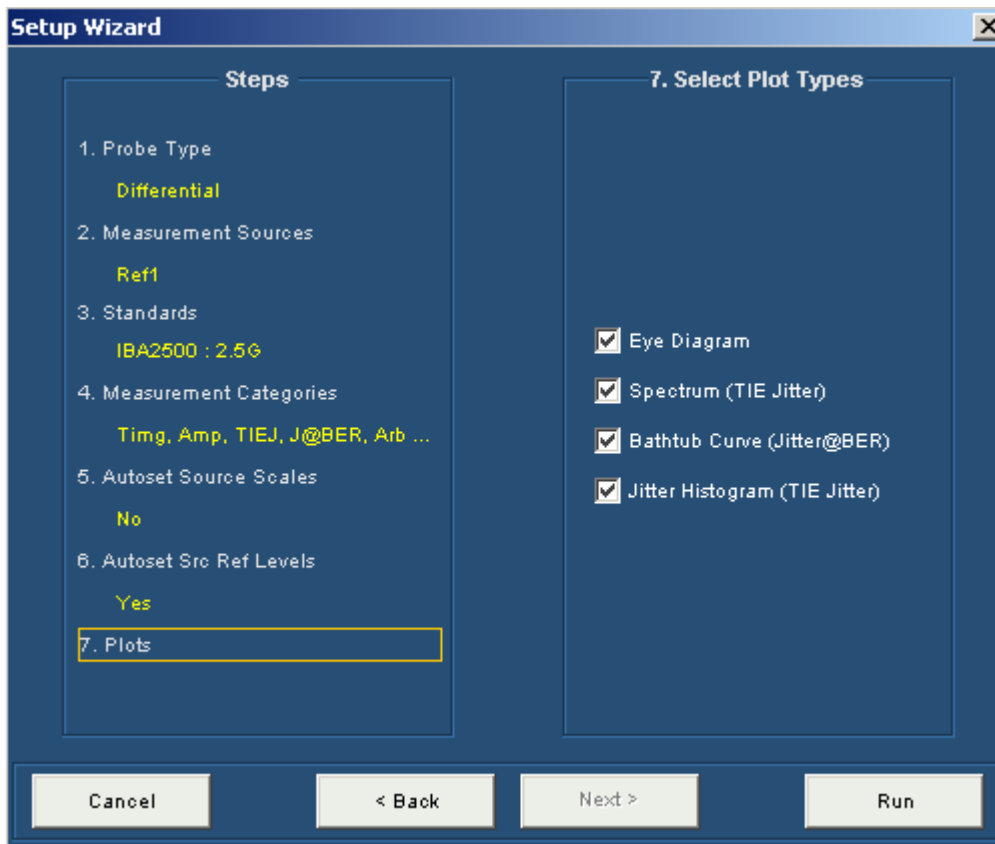 Setup Wizard
Steps
1. Probe Type
Differential
2. Measurement Sources
Ref1
3. Standards
IBA2500 : 2.5G
4. Measurement Categories
Timg, Amp, TIEJ, J@BER, Arb ...
5. Autoset Source Scales
No
6. Autoset Src Ref Levels
Yes
7. Plots
7. Select Plot Types
Eye Diagram
Spectrum (TIE Jitter)
Bathtub Curve (Jitter@BER)
Jitter Histogram (TIE Jitter)
Cancel
< Back
Next >
Run